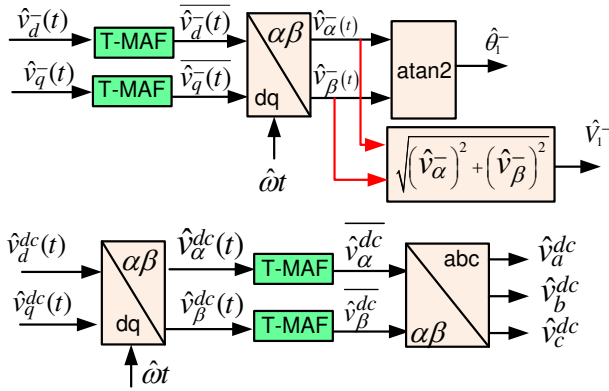 v̂_d⁻(t) T-MAF \overline{v̂_d⁻(t)} αβ v̂_α⁻(t) atan2 θ̂₁⁻
v̂_q⁻(t) T-MAF \overline{v̂_q⁻(t)} dq v̂_β⁻(t)
ω̂t
√((v̂_α⁻)² + (v̂_β⁻)²) V̂₁⁻
v̂_d^{dc}(t) αβ v̂_α^{dc}(t) T-MAF \overline{v̂_α^{dc}} abc v̂_a^{dc}
v̂_b^{dc}
v̂_q^{dc}(t) dq v̂_β^{dc}(t) T-MAF \overline{v̂_β^{dc}} αβ v̂_c^{dc}
ω̂t